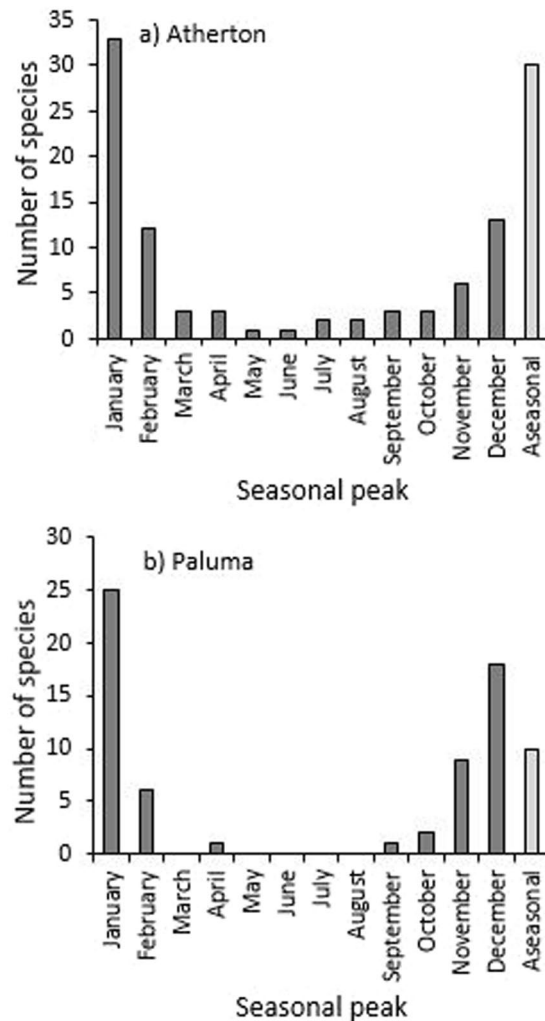 a) Atherton
Number of species
35
30
25
20
15
10
5
0
January
February
March
April
May
June
July
August
September
October
November
December
Aseasonal
Seasonal peak
b) Paluma
Number of species
30
25
20
15
10
5
0
January
February
March
April
May
June
July
August
September
October
November
December
Aseasonal
Seasonal peak